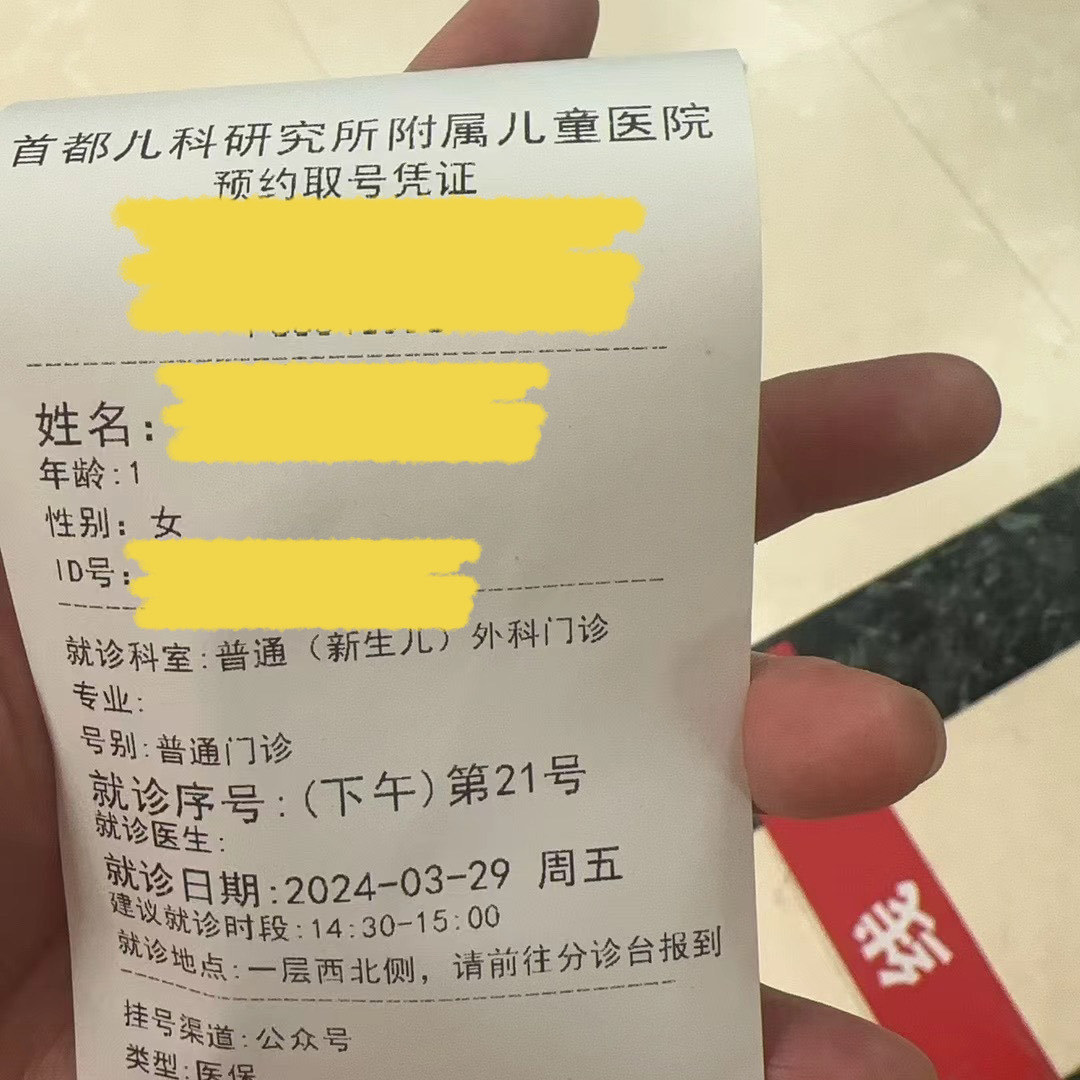 首都儿科研究所附属儿童医院
预约取号凭证
姓名:
年龄:1
性别: 女
ID号:
就诊科室:普通（新生儿）外科门诊
专业:
号别:普通门诊
就诊序号:(下午)第21号
就诊医生:
就诊日期:2024-03-29 周五
建议就诊时段:14:30-15:00
就诊地点:一层西北侧，请前往分诊台报到
挂号渠道:公众号
类型:医保